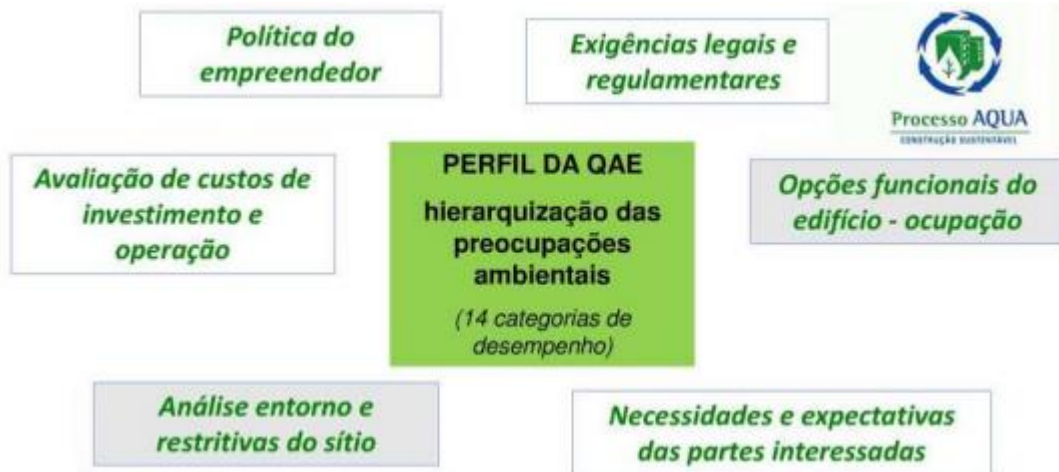 Política do
empreendedor
Exigências legais e
regulamentares
Processo AQUA
CONSTRUÇÃO SUSTENTÁVEL
Avaliação de custos de
investimento e
operação
PERFIL DA QAE
hierarquização das
preocupações
ambientais
(14 categorias de
desempenho)
Opções funcionais do
edifício - ocupação
Análise entorno e
restritivas do sítio
Necessidades e expectativas
das partes interessadas